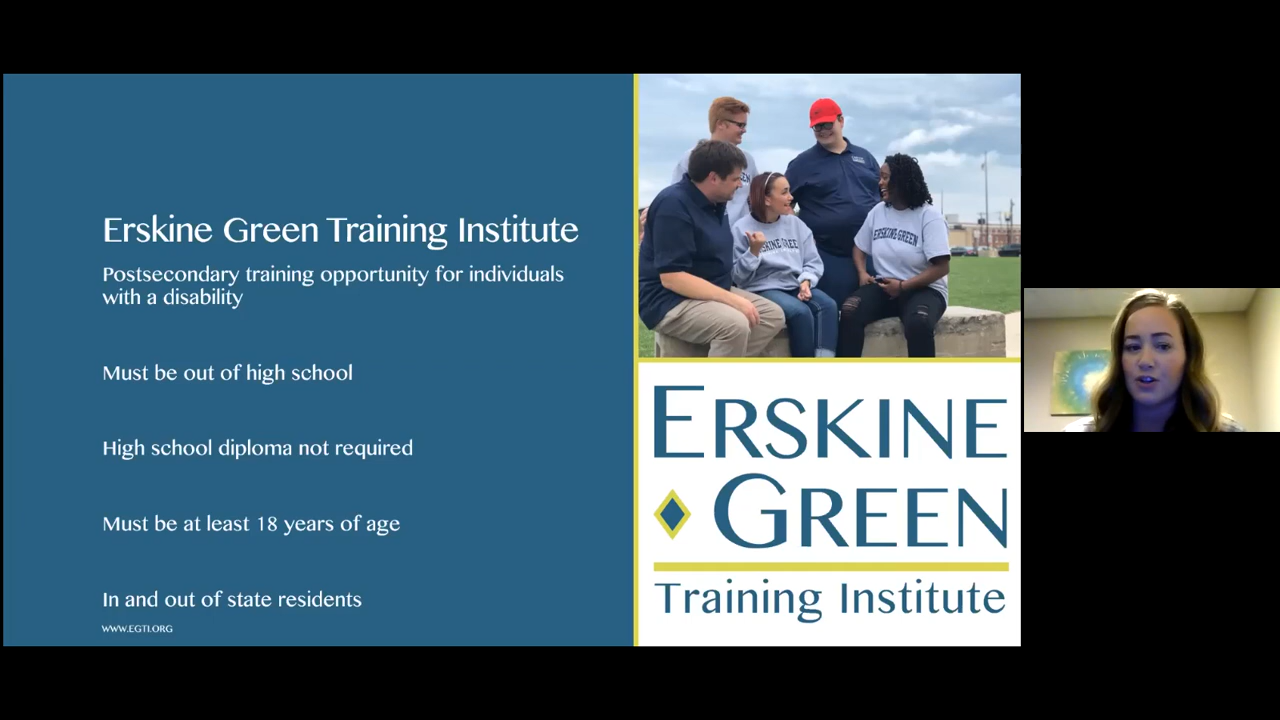 Erskine Green Training Institute
Postsecondary training opportunity for individuals
with a disability
Must be out of high school
High school diploma not required
Must be at least 18 years of age
In and out of state residents
WWW.EGTI.ORG
ERSKINE GREEN
ERSKINE
GREEN
Training Institute